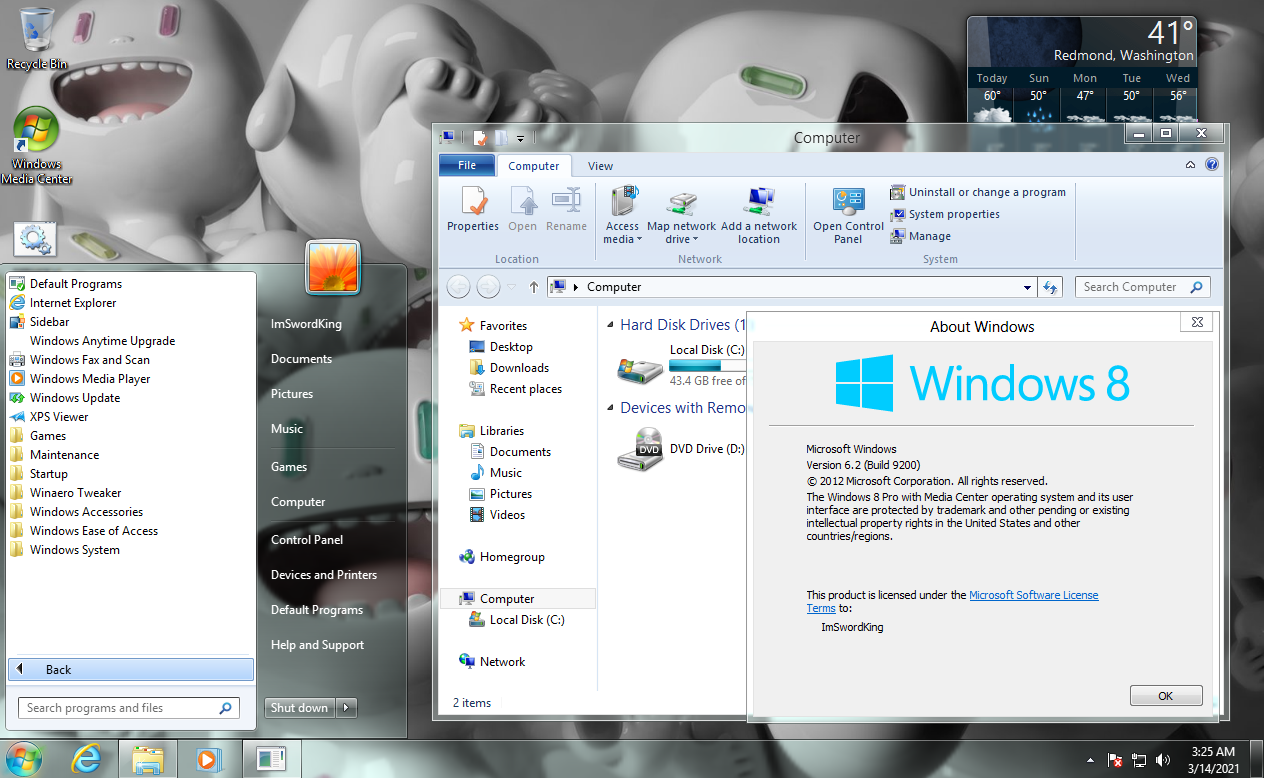 Recycle Bin
Windows
Media Center
41°
Redmond, Washington
Today Sun Mon Tue Wed
60° 50° 47° 50° 56°
Computer
File Computer View
Properties Open Rename
Location
Access
media
Map network
drive
Add a network
location
Network
Open Control
Panel
Uninstall or change a program
System properties
Manage
System
Computer
Search Computer
Favorites
Desktop
Downloads
Recent places
Libraries
Documents
Music
Pictures
Videos
Homegroup
Computer
Local Disk (C:)
Network
Hard Disk Drives (1
Local Disk (C:)
43.4 GB free of
Devices with Remo
DVD
DVD Drive (D:)
2 items
About Windows
Windows 8
Microsoft Windows
Version 6.2 (Build 9200)
© 2012 Microsoft Corporation. All rights reserved.
The Windows 8 Pro with Media Center operating system and its user
interface are protected by trademark and other pending or existing
intellectual property rights in the United States and other
countries/regions.
This product is licensed under the Microsoft Software License
Terms to:
ImSwordKing
OK
Default Programs
Internet Explorer
Sidebar
Windows Anytime Upgrade
Windows Fax and Scan
Windows Media Player
Windows Update
XPS Viewer
Games
Maintenance
Startup
Winaero Tweaker
Windows Accessories
Windows Ease of Access
Windows System
Back
Search programs and files
ImSwordKing
Documents
Pictures
Music
Games
Computer
Control Panel
Devices and Printers
Default Programs
Help and Support
Shut down
3:25 AM
3/14/2021